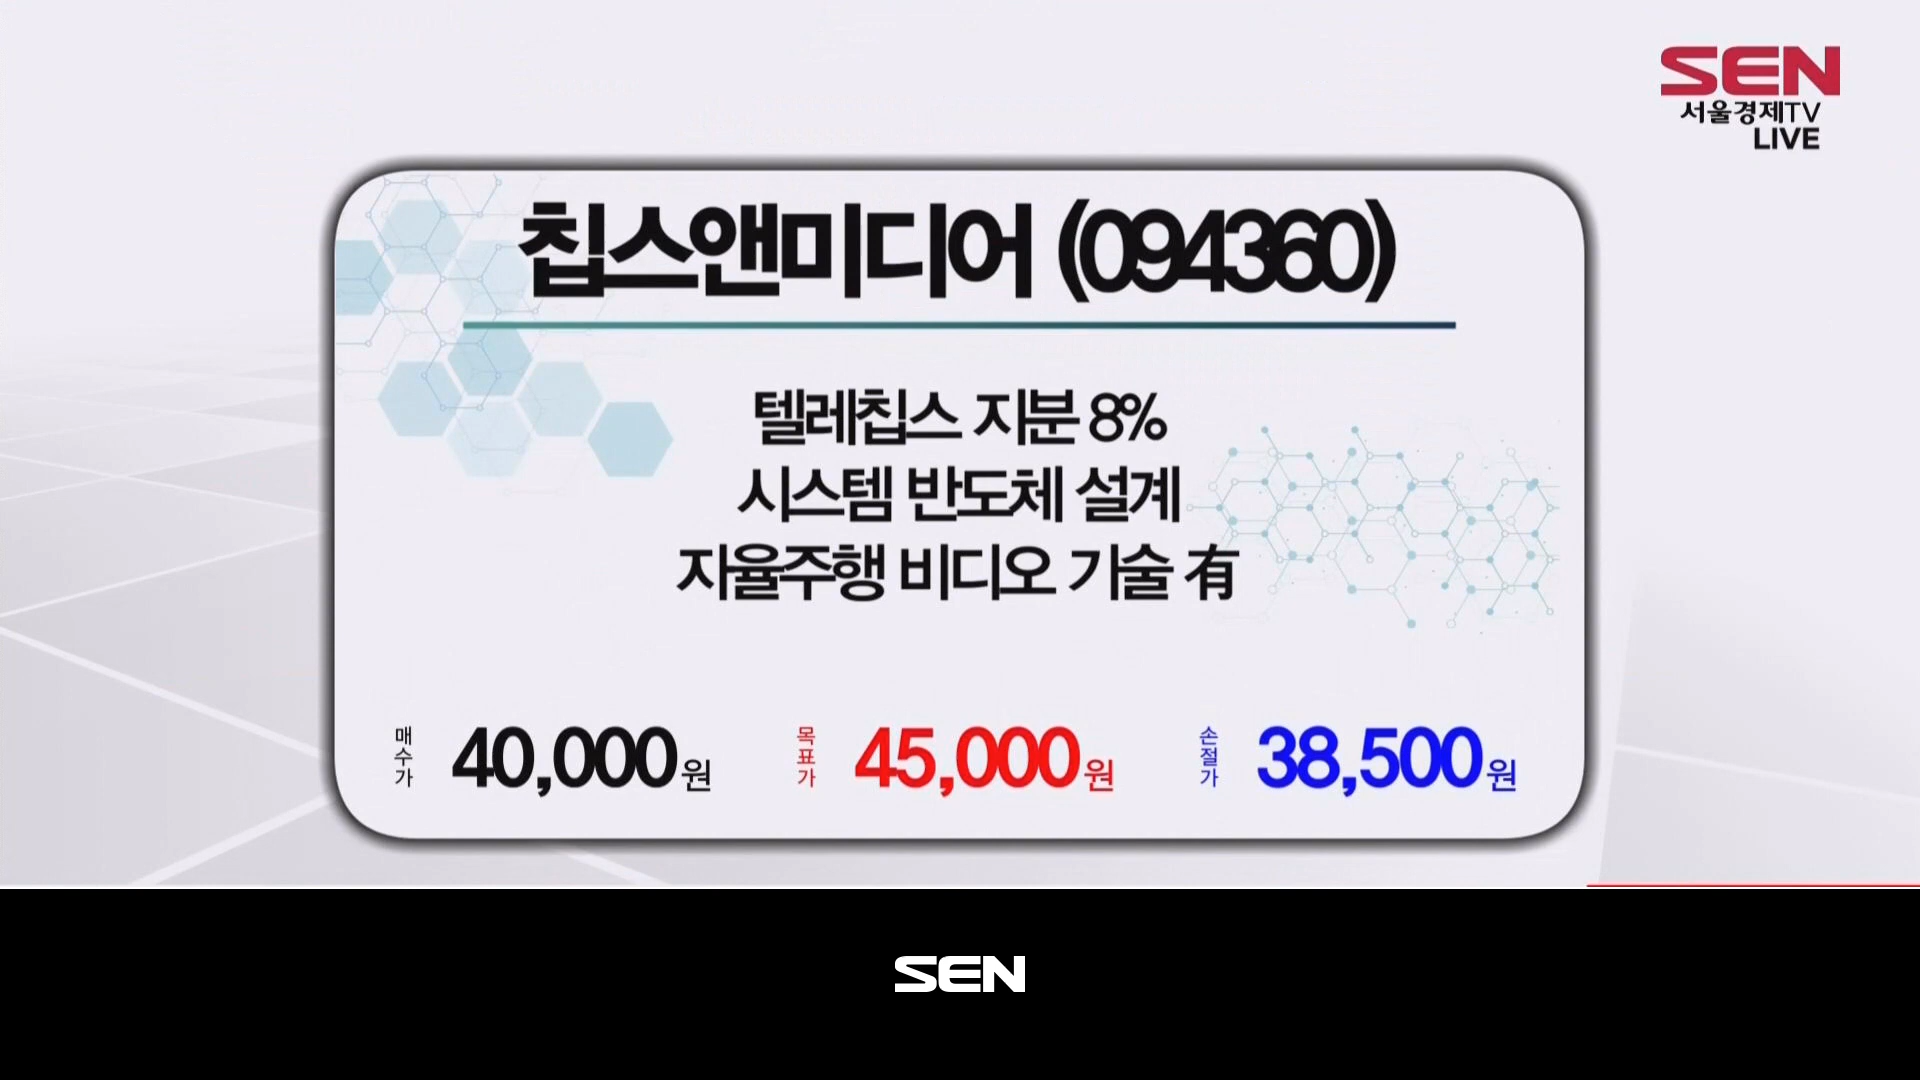 SEN
서울경제TV
LIVE
칩스앤미디어 (094360)
텔레칩스 지분 8%
시스템 반도체 설계
자율주행 비디오 기술 有
매수가 40,000원
목표가 45,000원
손절가 38,500원
SEN